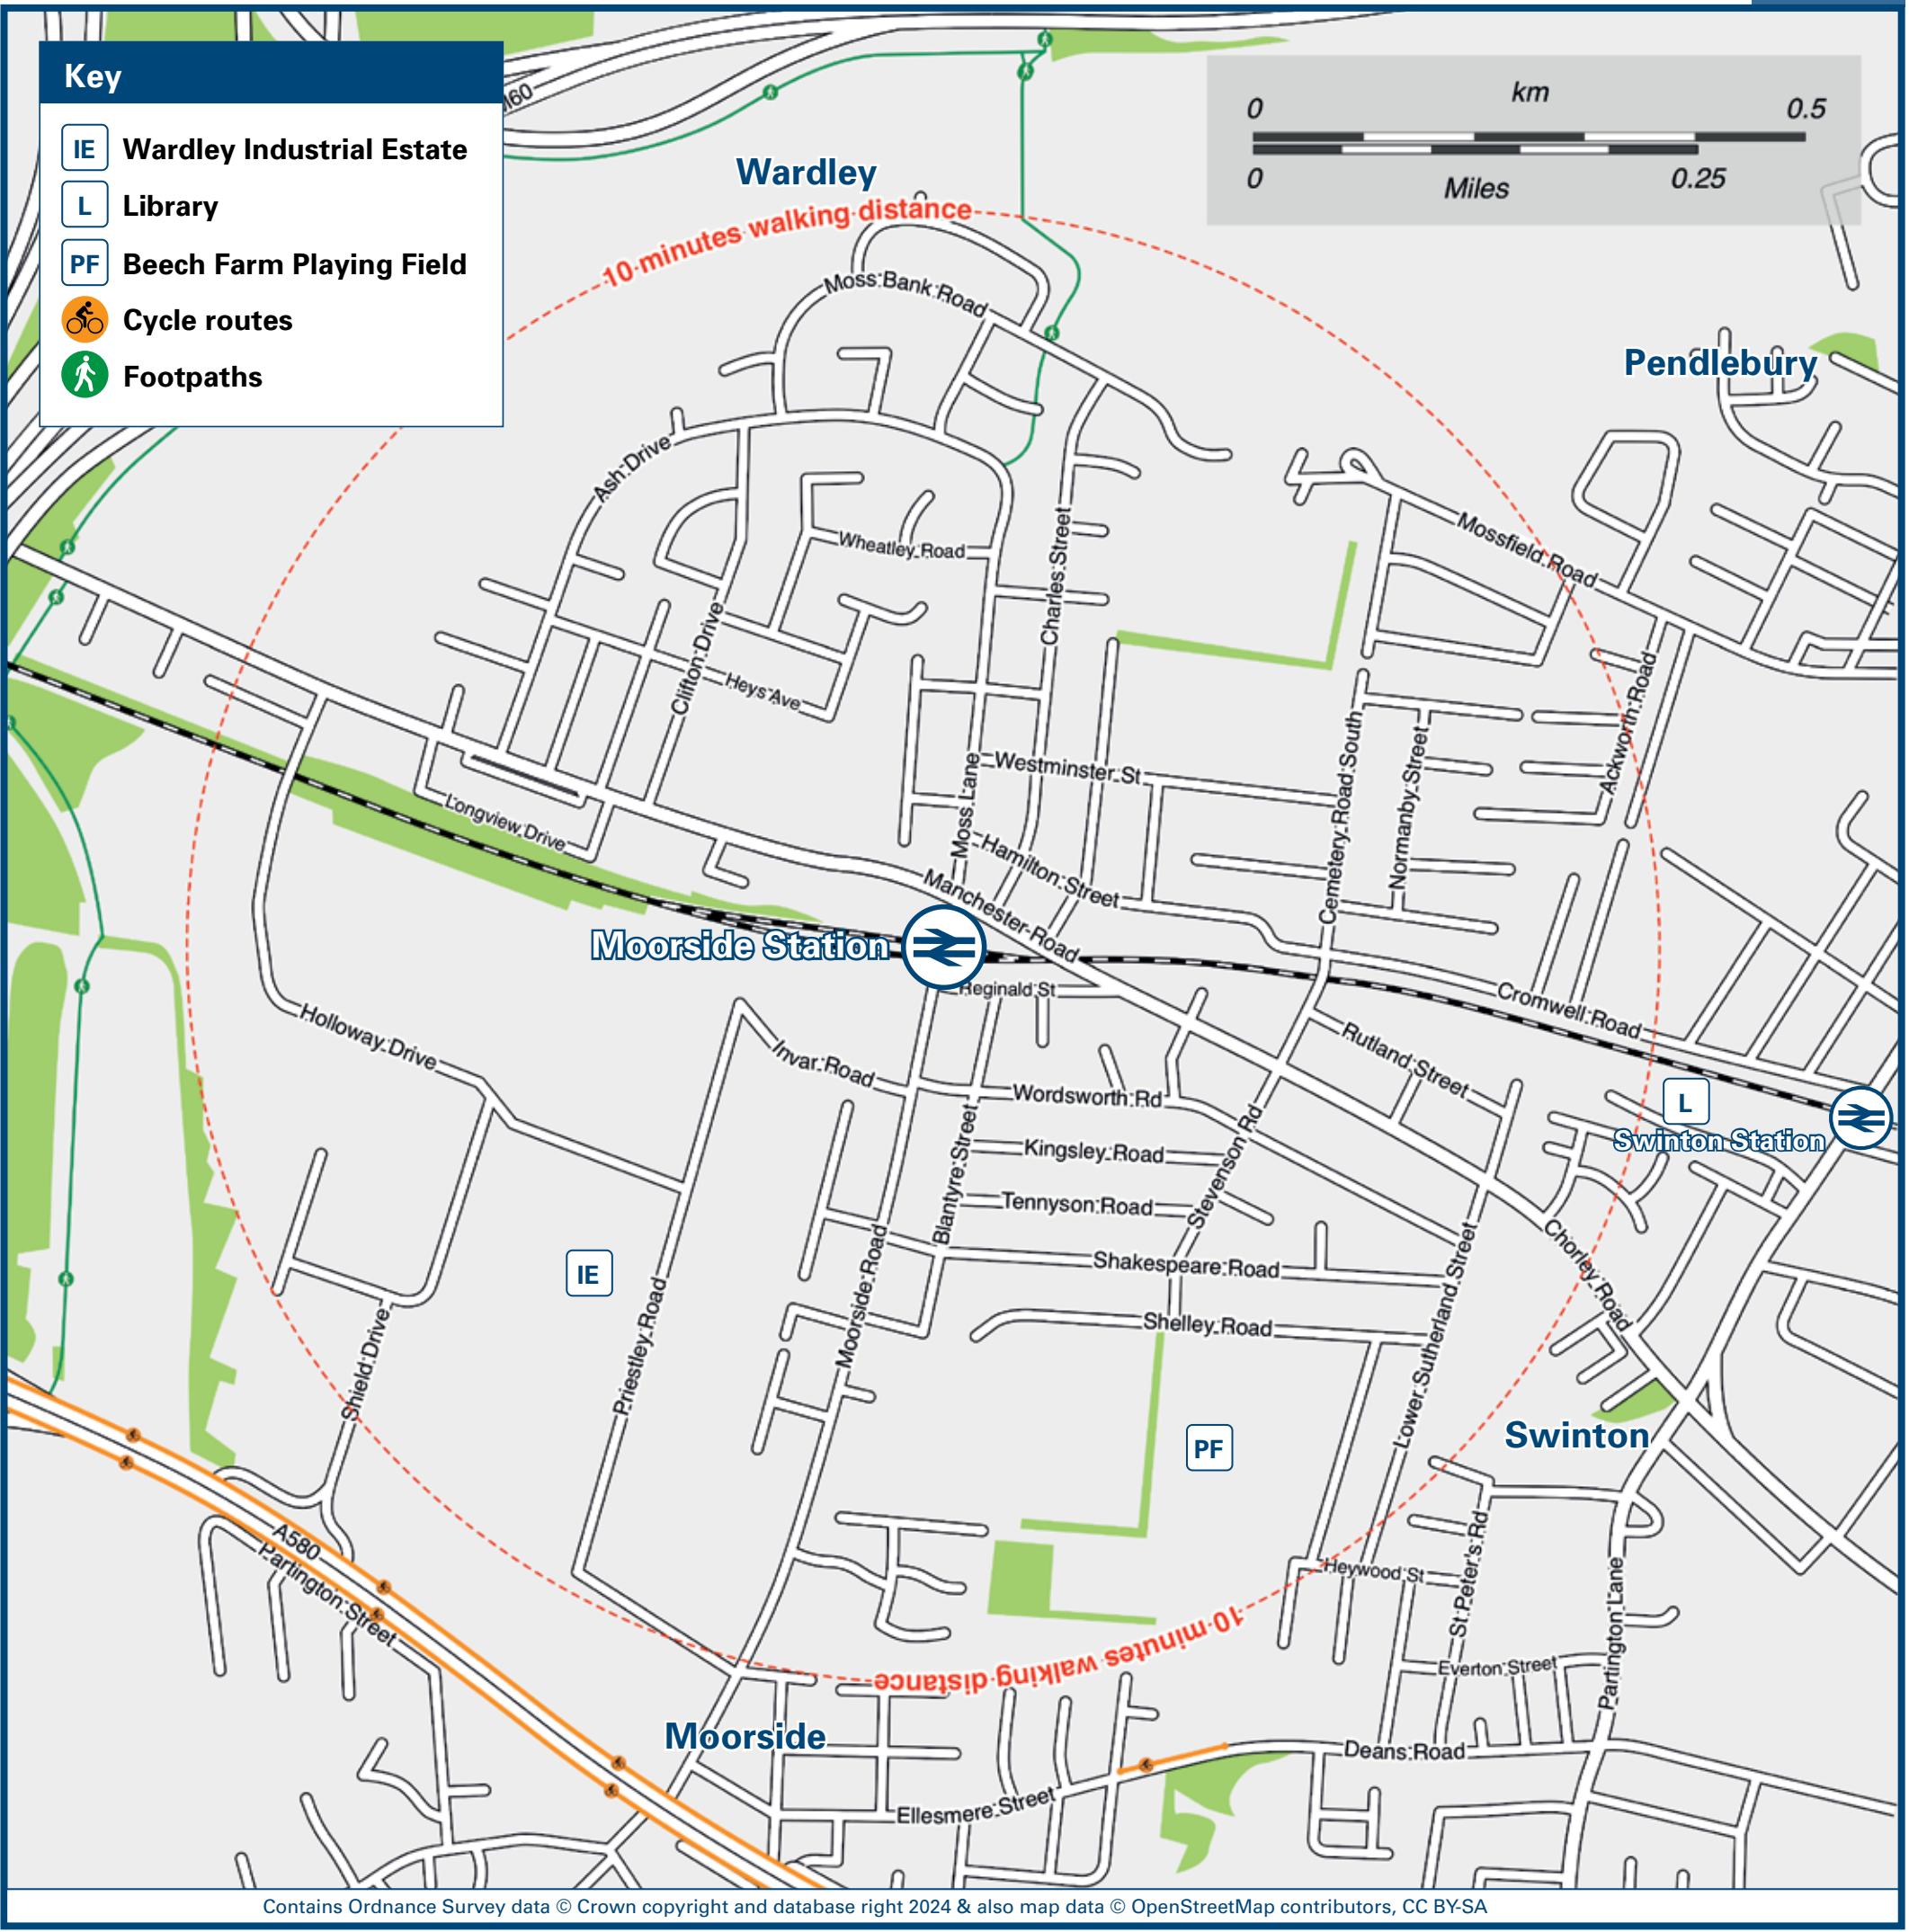 Key
IE Wardley Industrial Estate
L Library
PF Beech Farm Playing Field
Cycle routes
Footpaths
M60
km
0 0.5
0 Miles 0.25
Wardley
10 minutes walking distance
Pendlebury
Moss Bank Road
Ash Drive
Mossfield Road
Wheatley Road
Charles Street
Clifton Drive
Heys Ave
Ackworth Road
Cemetery Road South
Normanby Street
Westminster St
Moss Lane
Longview Drive
Hamilton Street
Manchester Road
Moorside Station
Reginald St
Cromwell Road
Holloway Drive
Invar Road
Rutland Street
Wordsworth Rd
L
Swinton Station
Kingsley Road
Stevenson Rd
Blantyre Street
Tennyson Road
Shakespeare Road
Chorley Road
IE
Moorside Road
Priestley Road
Shelley Road
Lower Sutherland Street
Shield Drive
PF
Swinton
A580
Partington Street
Heywood St
St Peter's Rd
Partington Lane
10 minutes walking distance
Everton Street
Moorside
Deans Road
Ellesmere Street
Contains Ordnance Survey data © Crown copyright and database right 2024 & also map data © OpenStreetMap contributors, CC BY-SA